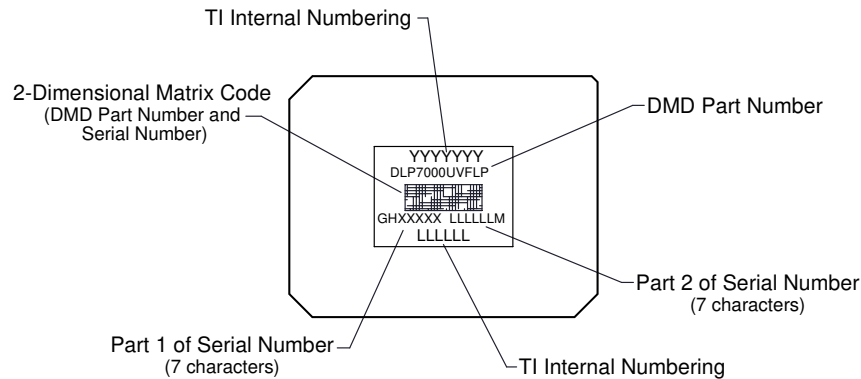 TI Internal Numbering
2-Dimensional Matrix Code
(DMD Part Number and
Serial Number)
DMD Part Number
YYYYYYY
DLP7000UVFLP
GHXXXXX LLLLLLM
LLLLLL
Part 2 of Serial Number
(7 characters)
Part 1 of Serial Number
(7 characters)
TI Internal Numbering